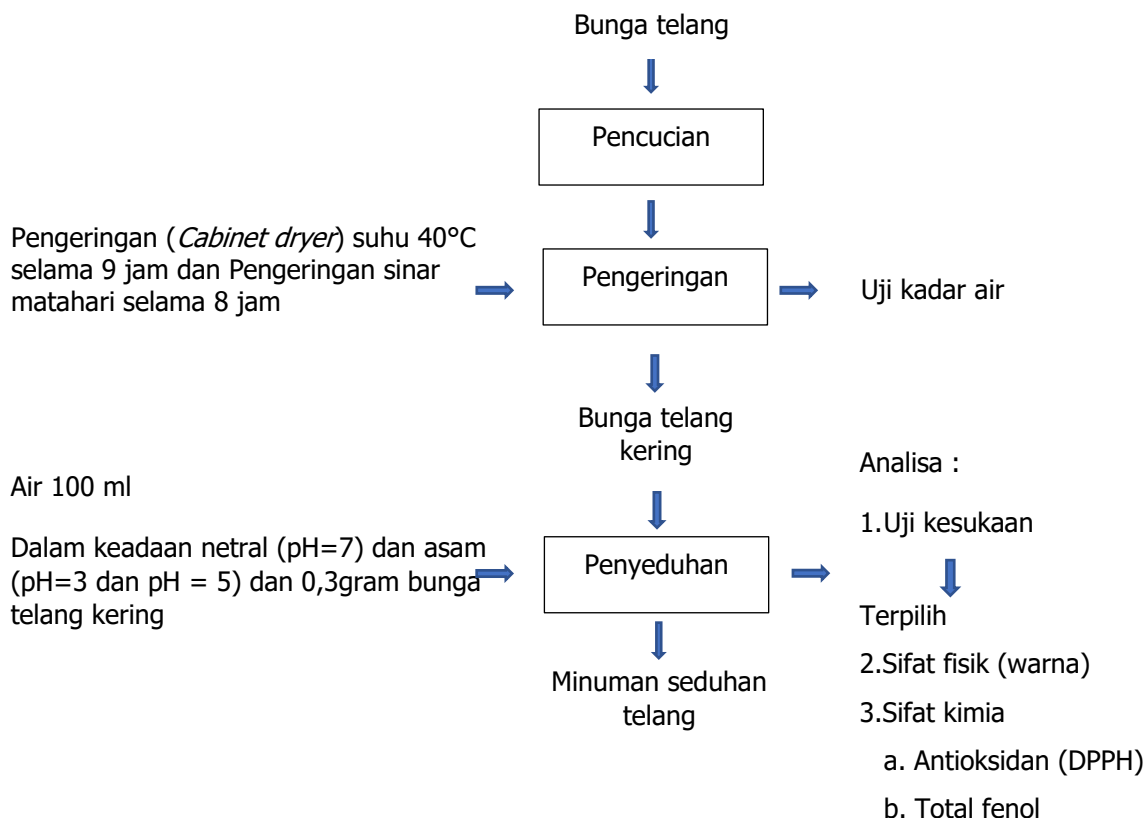 Bunga telang
Pencucian
Pengeringan (Cabinet dryer) suhu 40°C
selama 9 jam dan Pengeringan sinar
matahari selama 8 jam
Pengeringan
Uji kadar air
Bunga telang
kering
Air 100 ml
Dalam keadaan netral (pH=7) dan asam
(pH=3 dan pH = 5) dan 0,3gram bunga
telang kering
Penyeduhan
Minuman seduhan
telang
Analisa :
1.Uji kesukaan
Terpilih
2.Sifat fisik (warna)
3.Sifat kimia
a. Antioksidan (DPPH)
b. Total fenol